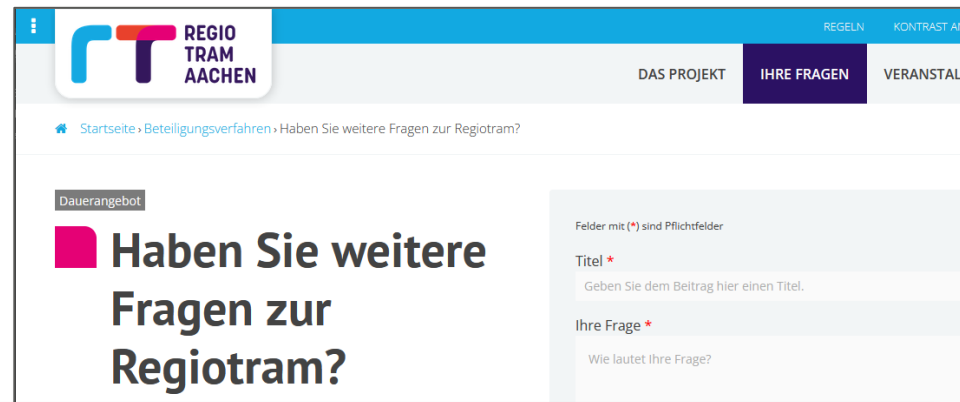 REGELN KONTRAST
REGIO
TRAM
AACHEN
DAS PROJEKT IHRE FRAGEN VERANSTAL
Startseite › Beteiligungsverfahren › Haben Sie weitere Fragen zur Regiotram?
Dauerangebot
Haben Sie weitere
Fragen zur
Regiotram?
Felder mit (*) sind Pflichtfelder
Titel *
Geben Sie dem Beitrag hier einen Titel.
Ihre Frage *
Wie lautet Ihre Frage?